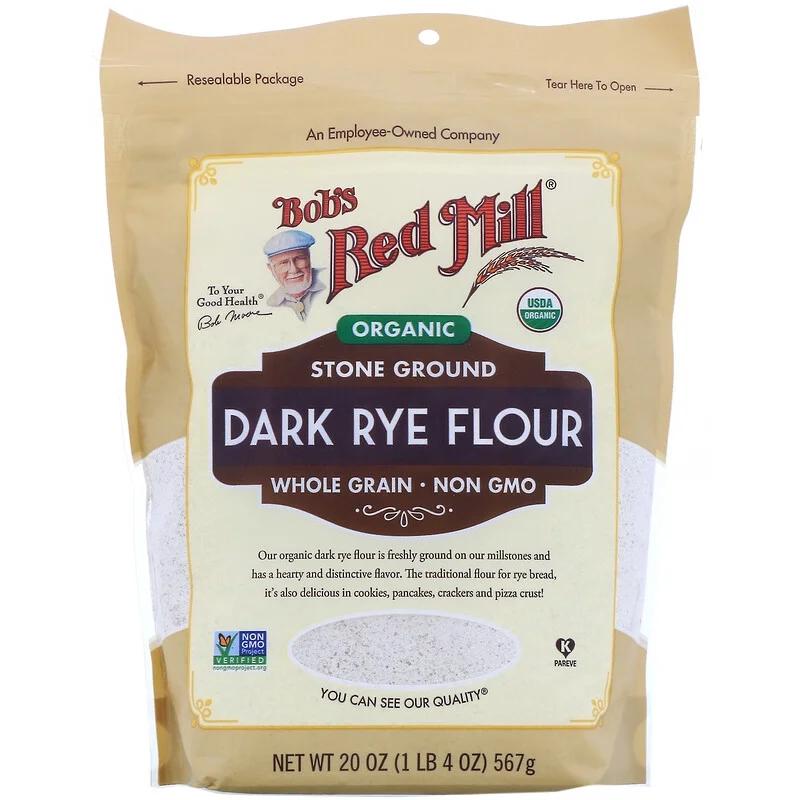 Resealable Package
Tear Here To Open
An Employee-Owned Company
Bob's
Red Mill®
To Your
Good Health®
Bob Moore
USDA
ORGANIC
ORGANIC
STONE GROUND
DARK RYE FLOUR
WHOLE GRAIN • NON GMO
Our organic dark rye flour is freshly ground on our millstones and
has a hearty and distinctive flavor. The traditional flour for rye bread,
it's also delicious in cookies, pancakes, crackers and pizza crust!
NON
GMO
Project
VERIFIED
nongmoproject.org
K
PAREVE
YOU CAN SEE OUR QUALITY®
NET WT 20 OZ (1 LB 4 OZ) 567g